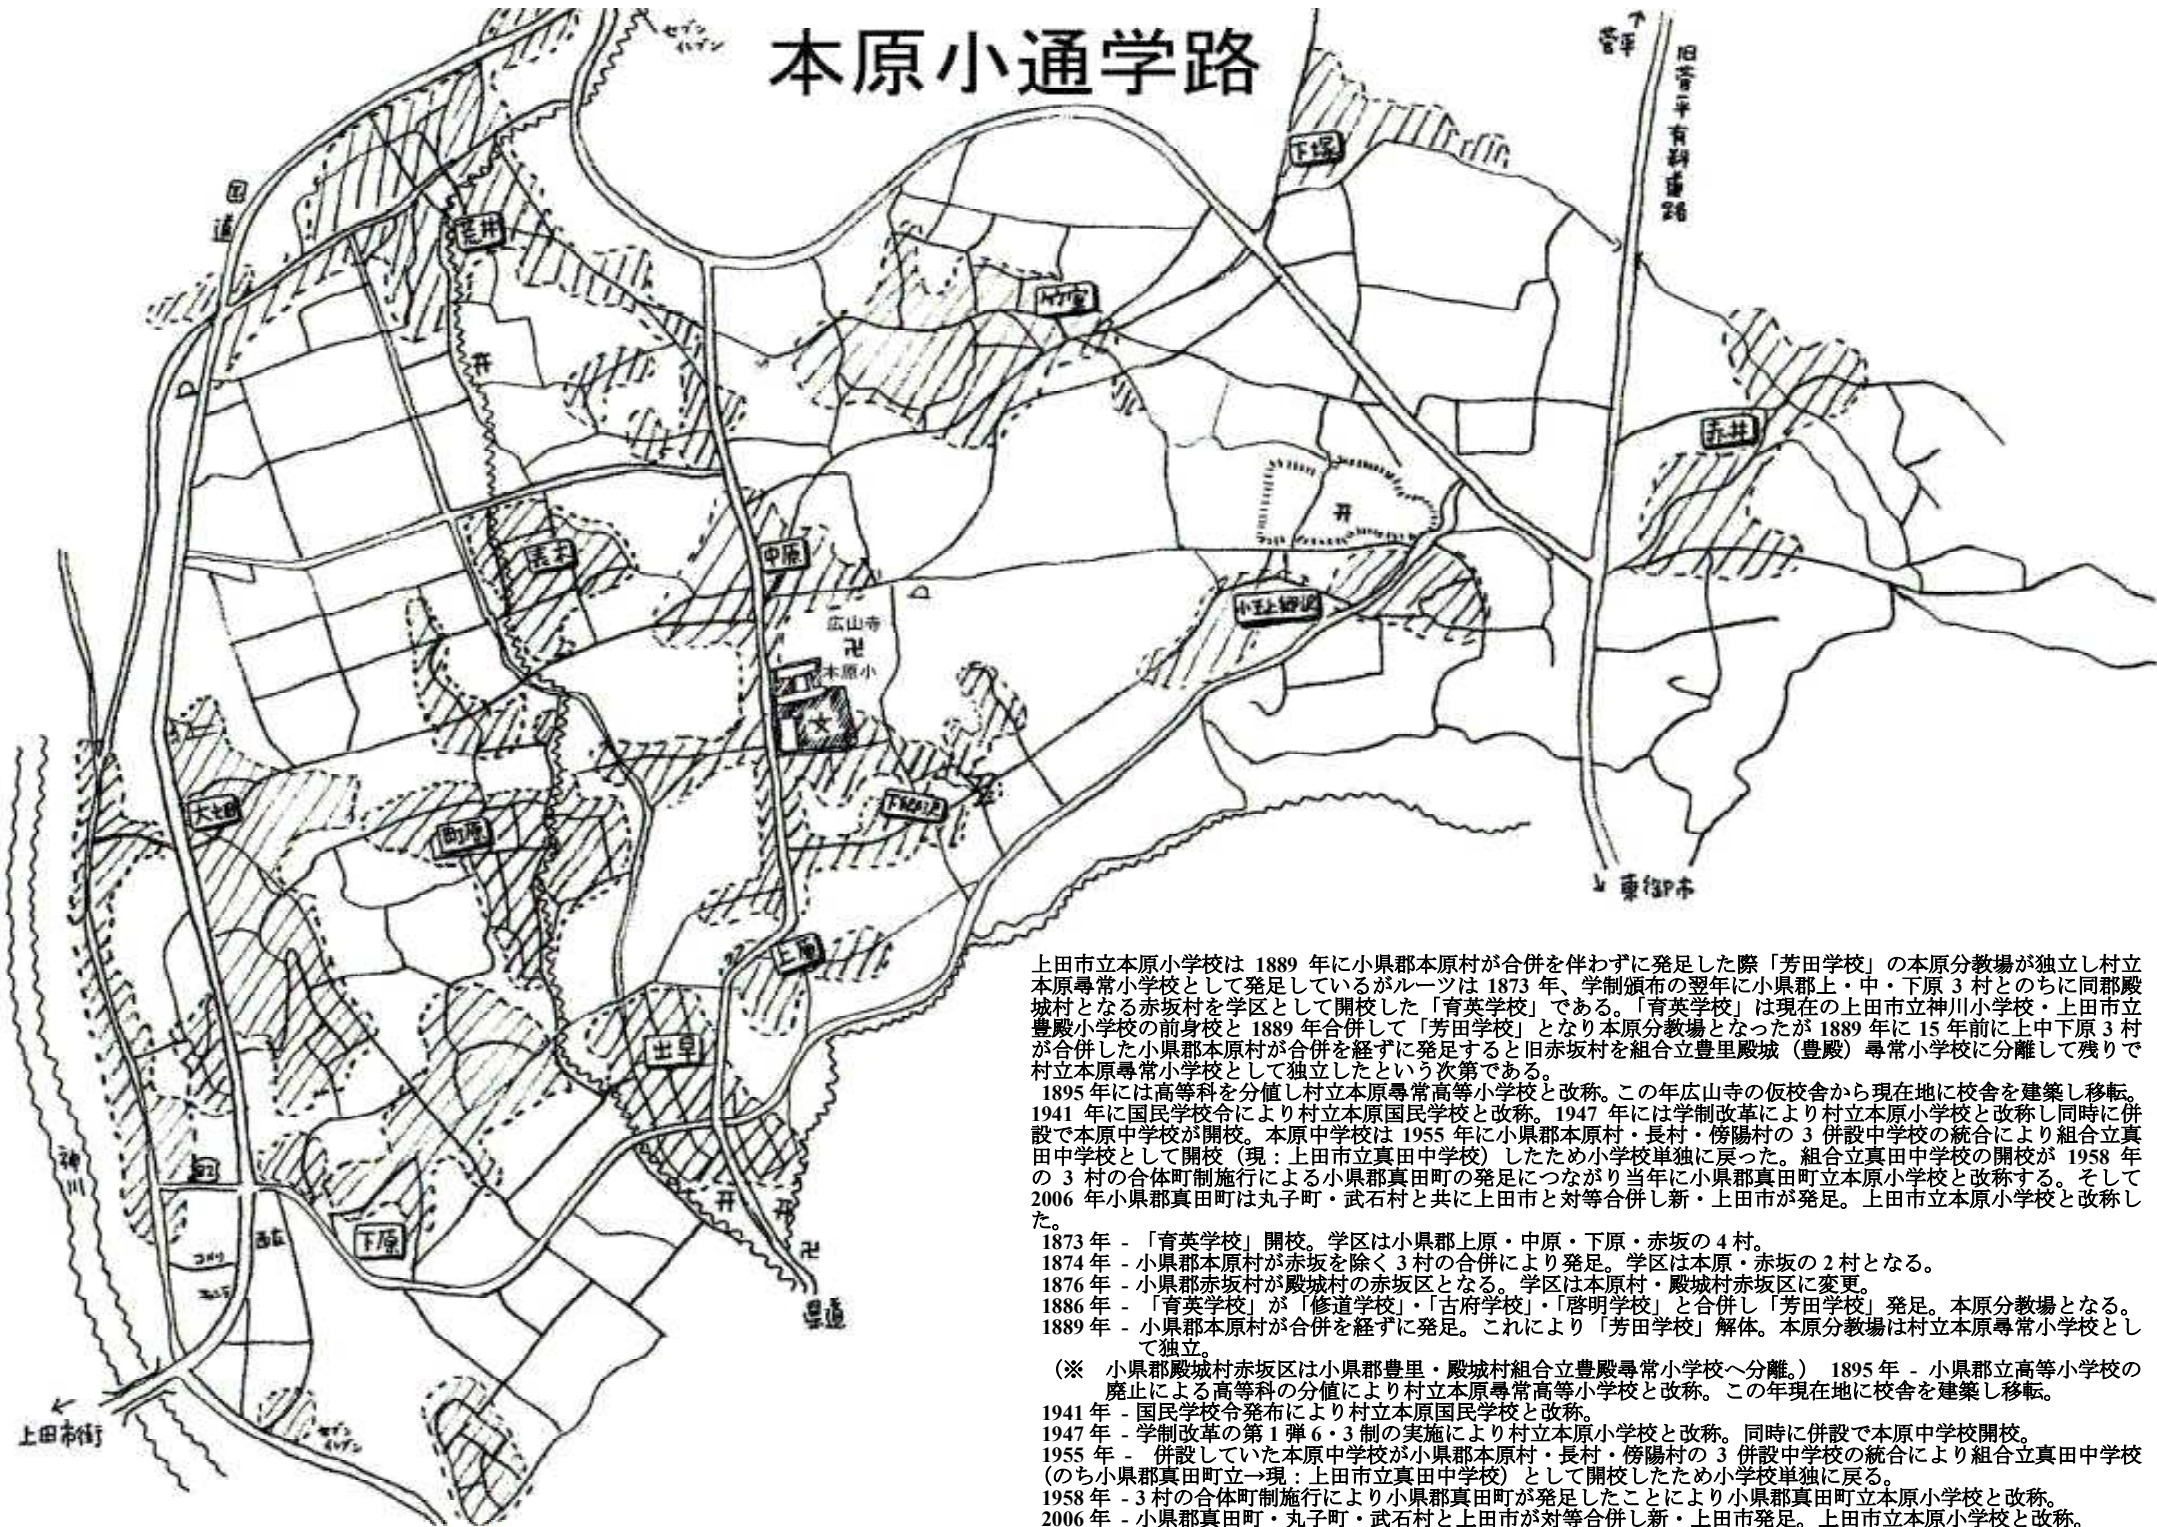 本原小通学路
セブン
イレブン
菅平
旧菅平有料道路
国
道
下塚
荒井
竹室
赤井
表木
中原
広山寺
卍
本原小
文
大畑
町原
上原
出早
神川
下原
コメリ
西友
卍
県道
東御市
上田市街
セブン
イレブン
上田市立本原小学校は 1889 年に小県郡本原村が合併を伴わずに発足した際「芳田学校」の本原分教場が独立し村立
本原尋常小学校として発足しているがルーツは 1873 年、学制頒布の翌年に小県郡上・中・下原 3 村とのちに同郡殿
城村となる赤坂村を学区として開校した「育英学校」である。「育英学校」は現在の上田市立神川小学校・上田市立
豊殿小学校の前身校と 1889 年合併して「芳田学校」となり本原分教場となったが 1889 年に 15 年前に上中下原 3 村
が合併した小県郡本原村が合併を経ずに発足すると旧赤坂村を組合立豊里殿城（豊殿）尋常小学校に分離して残りで
村立本原尋常小学校として独立したという次第である。
1895 年には高等科を分値し村立本原尋常高等小学校と改称。この年広山寺の仮校舎から現在地に校舎を建築し移転。
1941 年に国民学校令により村立本原国民学校と改称。1947 年には学制改革により村立本原小学校と改称し同時に併
設で本原中学校が開校。本原中学校は 1955 年に小県郡本原村・長村・傍陽村の 3 併設中学校の統合により組合立真
田中学校として開校（現：上田市立真田中学校）したため小学校単独に戻った。組合立真田中学校の開校が 1958 年
の 3 村の合体町制施行による小県郡真田町の発足につながり当年に小県郡真田町立本原小学校と改称する。そして
2006 年小県郡真田町は丸子町・武石村と共に上田市と対等合併し新・上田市が発足。上田市立本原小学校と改称し
た。
1873 年 - 「育英学校」開校。学区は小県郡上原・中原・下原・赤坂の 4 村。
1874 年 - 小県郡本原村が赤坂を除く 3 村の合併により発足。学区は本原・赤坂の 2 村となる。
1876 年 - 小県郡赤坂村が殿城村の赤坂区となる。学区は本原村・殿城村赤坂区に変更。
1886 年 - 「育英学校」が「修道学校」・「古府学校」・「啓明学校」と合併し「芳田学校」発足。本原分教場となる。
1889 年 - 小県郡本原村が合併を経ずに発足。これにより「芳田学校」解体。本原分教場は村立本原尋常小学校とし
て独立。
（※ 小県郡殿城村赤坂区は小県郡豊里・殿城村組合立豊殿尋常小学校へ分離。） 1895 年 - 小県郡立高等小学校の
廃止による高等科の分値により村立本原尋常高等小学校と改称。この年現在地に校舎を建築し移転。
1941 年 - 国民学校令発布により村立本原国民学校と改称。
1947 年 - 学制改革の第 1 弾 6・3 制の実施により村立本原小学校と改称。同時に併設で本原中学校開校。
1955 年 - 併設していた本原中学校が小県郡本原村・長村・傍陽村の 3 併設中学校の統合により組合立真田中学校
（のち小県郡真田町立→現：上田市立真田中学校）として開校したため小学校単独に戻る。
1958 年 - 3 村の合体町制施行により小県郡真田町が発足したことにより小県郡真田町立本原小学校と改称。
2006 年 - 小県郡真田町・丸子町・武石村と上田市が対等合併し新・上田市発足。上田市立本原小学校と改称。